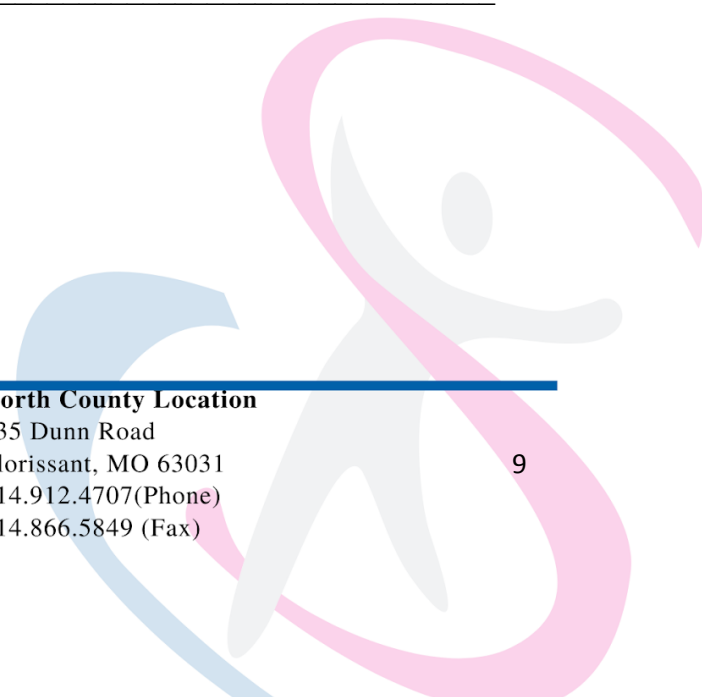 orth County Location
35 Dunn Road
lorissant, MO 63031
9
14.912.4707(Phone)
14.866.5849 (Fax)